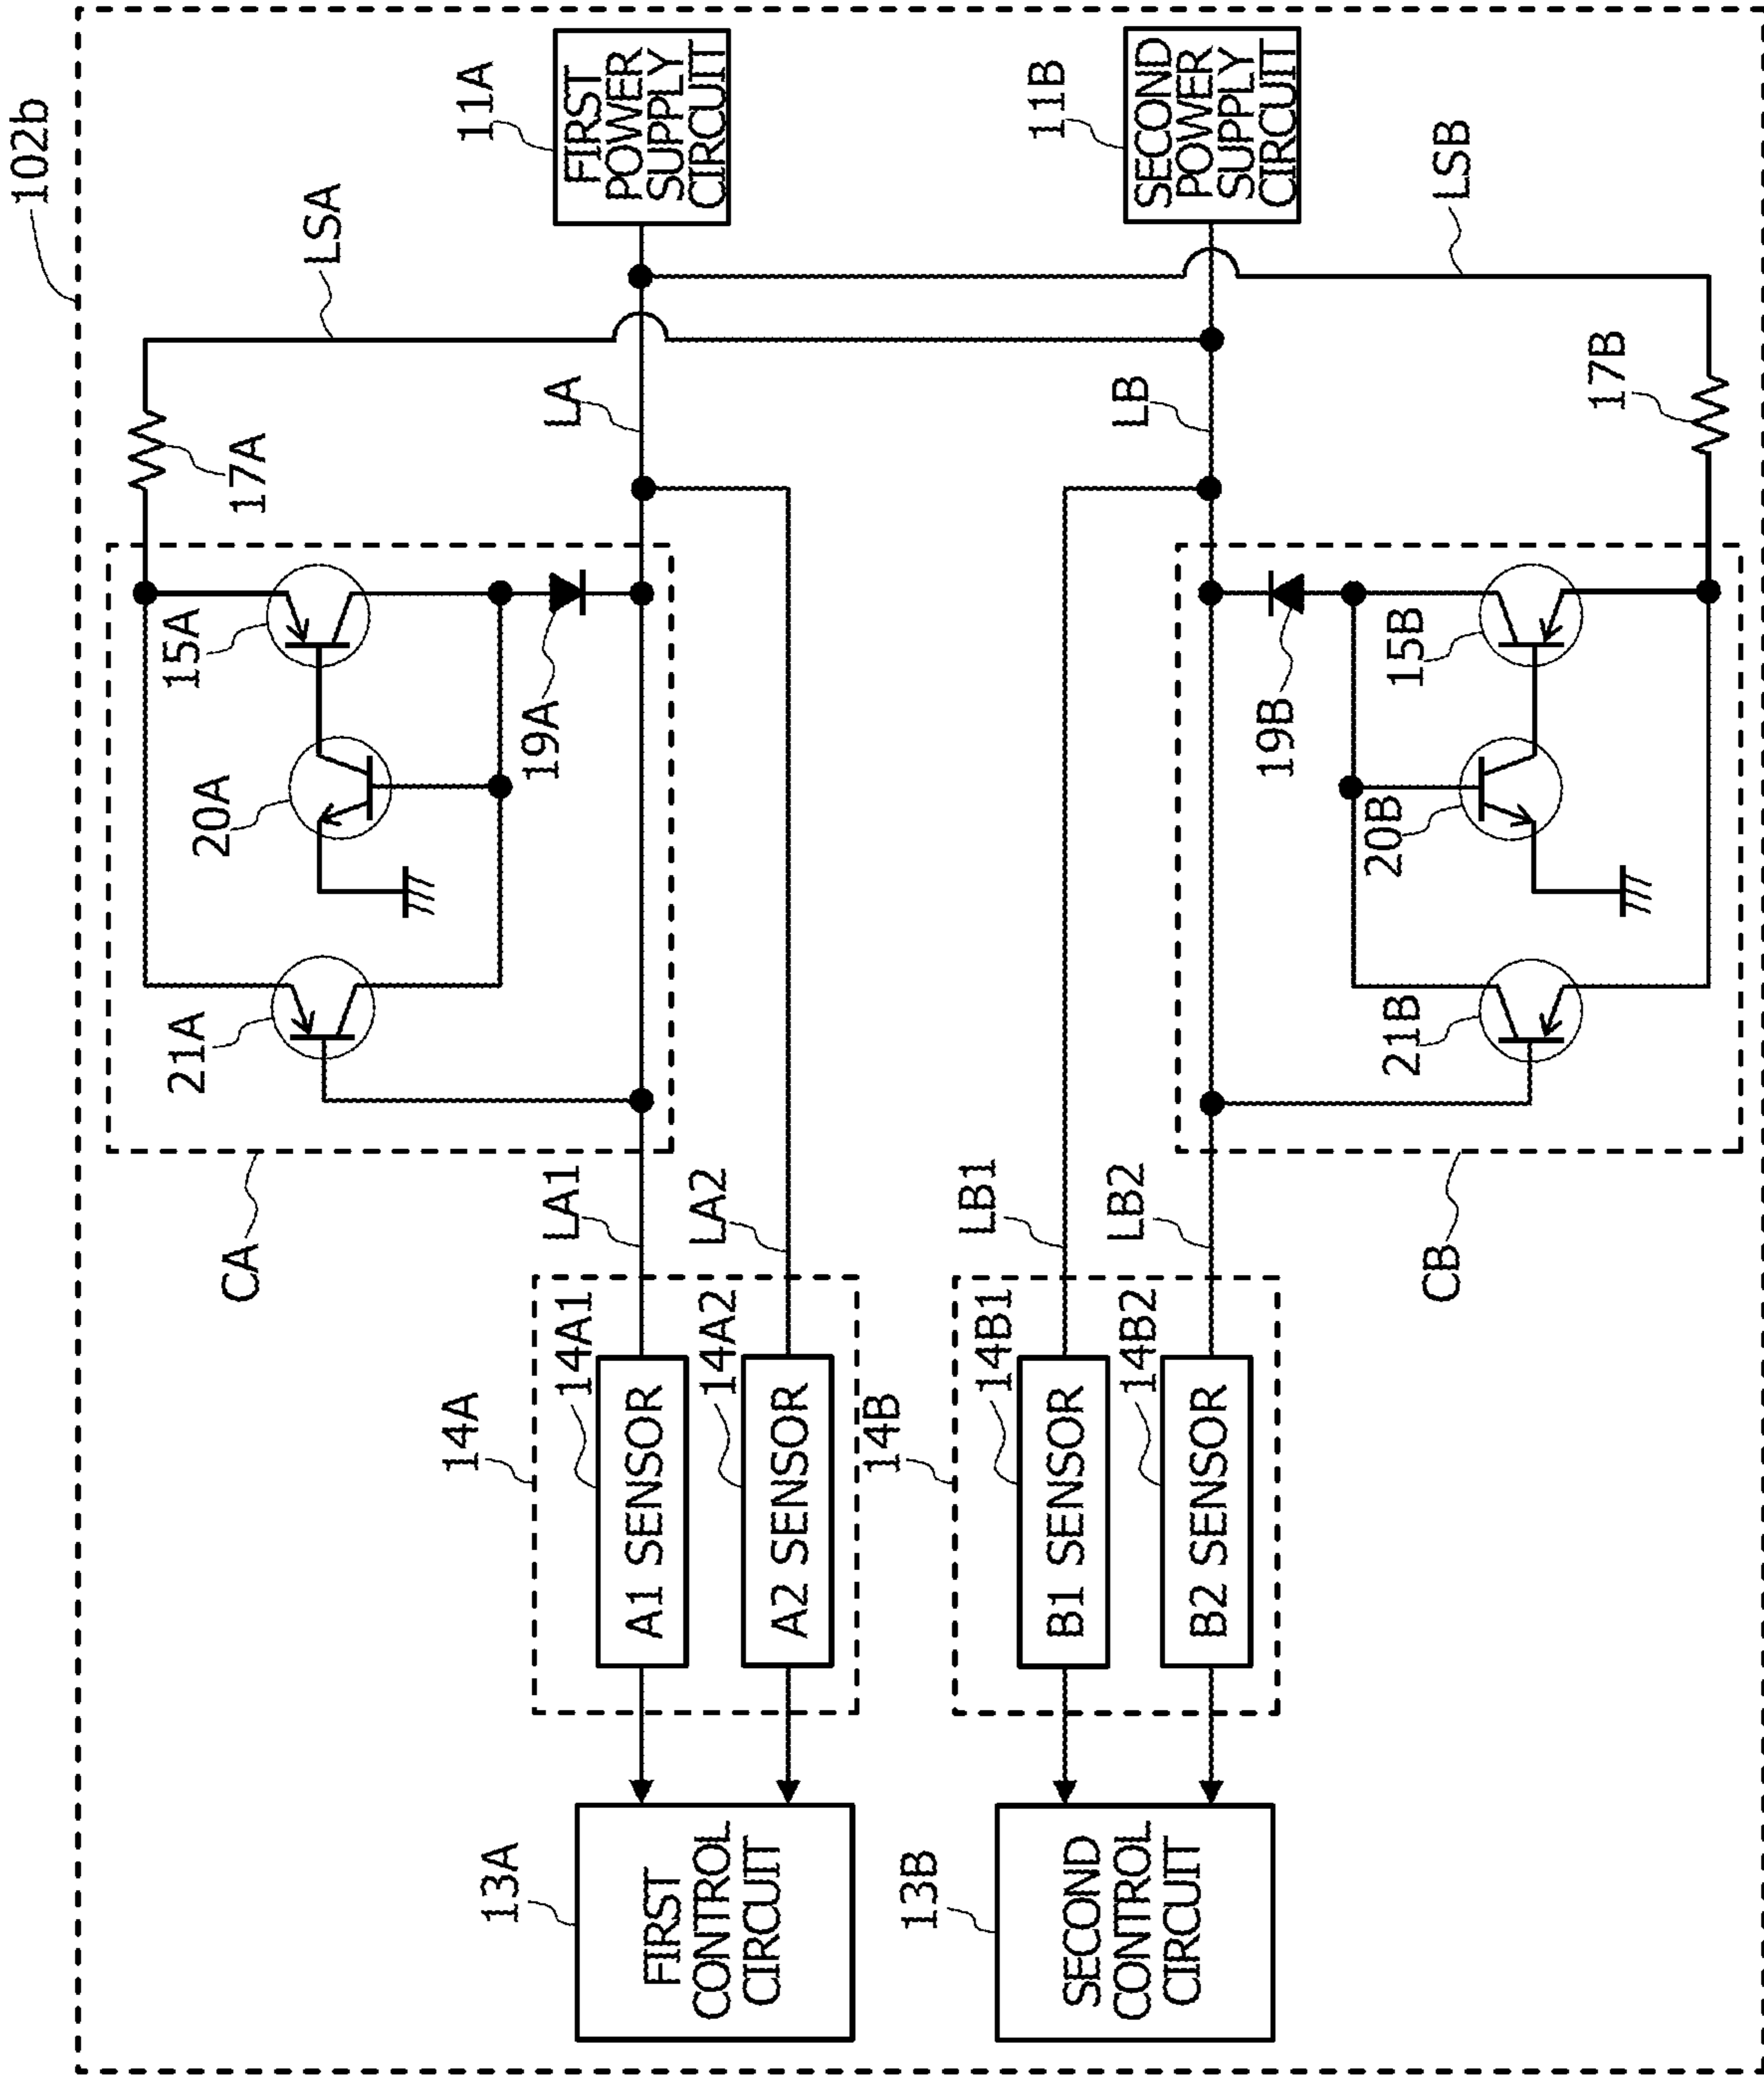 102b
LSA
11A
FIRST
POWER
SUPPLY
CIRCUIT
17A
LA
11B
SECOND
POWER
SUPPLY
CIRCUIT
LSB
LB
17B
15A
20A
19A
21A
CA
LA1
LA2
19B
15B
20B
21B
CB
LB1
LB2
14A
14A1
A1 SENSOR
14A2
A2 SENSOR
14B
14B1
B1 SENSOR
14B2
B2 SENSOR
13A
FIRST
CONTROL
CIRCUIT
13B
SECOND
CONTROL
CIRCUIT